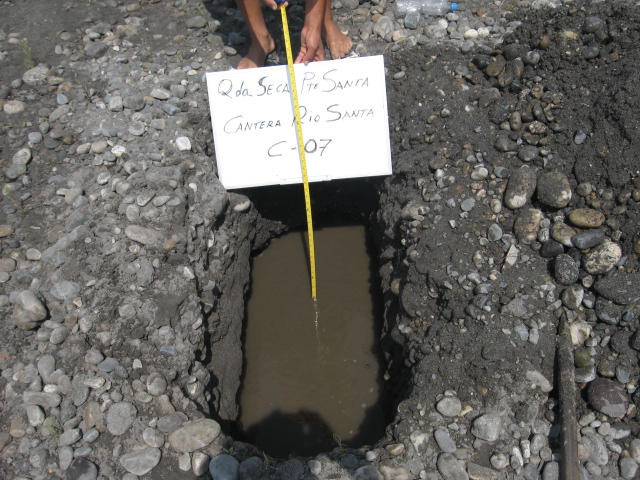 Qda SECA - Pte SANTA
CANTERA RIO SANTA
C-07